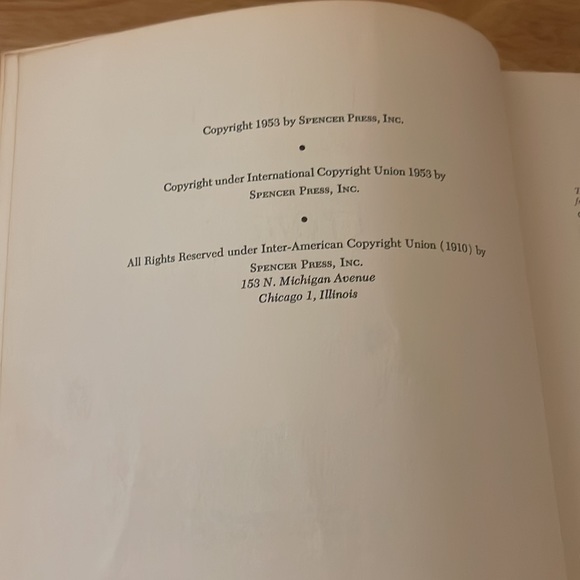 Copyright 1953 by SPENCER PRESS, INC.
Copyright under International Copyright Union 1953 by
SPENCER PRESS, INC.
All Rights Reserved under Inter-American Copyright Union (1910) by
SPENCER PRESS, INC.
153 N. Michigan Avenue
Chicago 1, Illinois